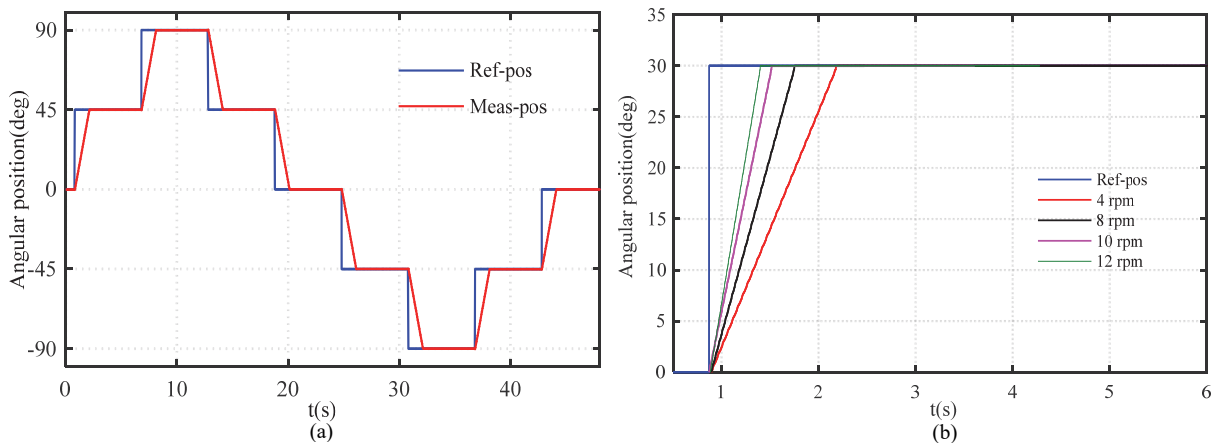 90
45
0
-45
-90
Angular position(deg)
Ref-pos
Meas-pos
0
10
20
30
40
t(s)
(a)
35
30
25
20
15
10
5
0
Angular position(deg)
Ref-pos
4 rpm
8 rpm
10 rpm
12 rpm
1
2
3
4
5
6
t(s)
(b)